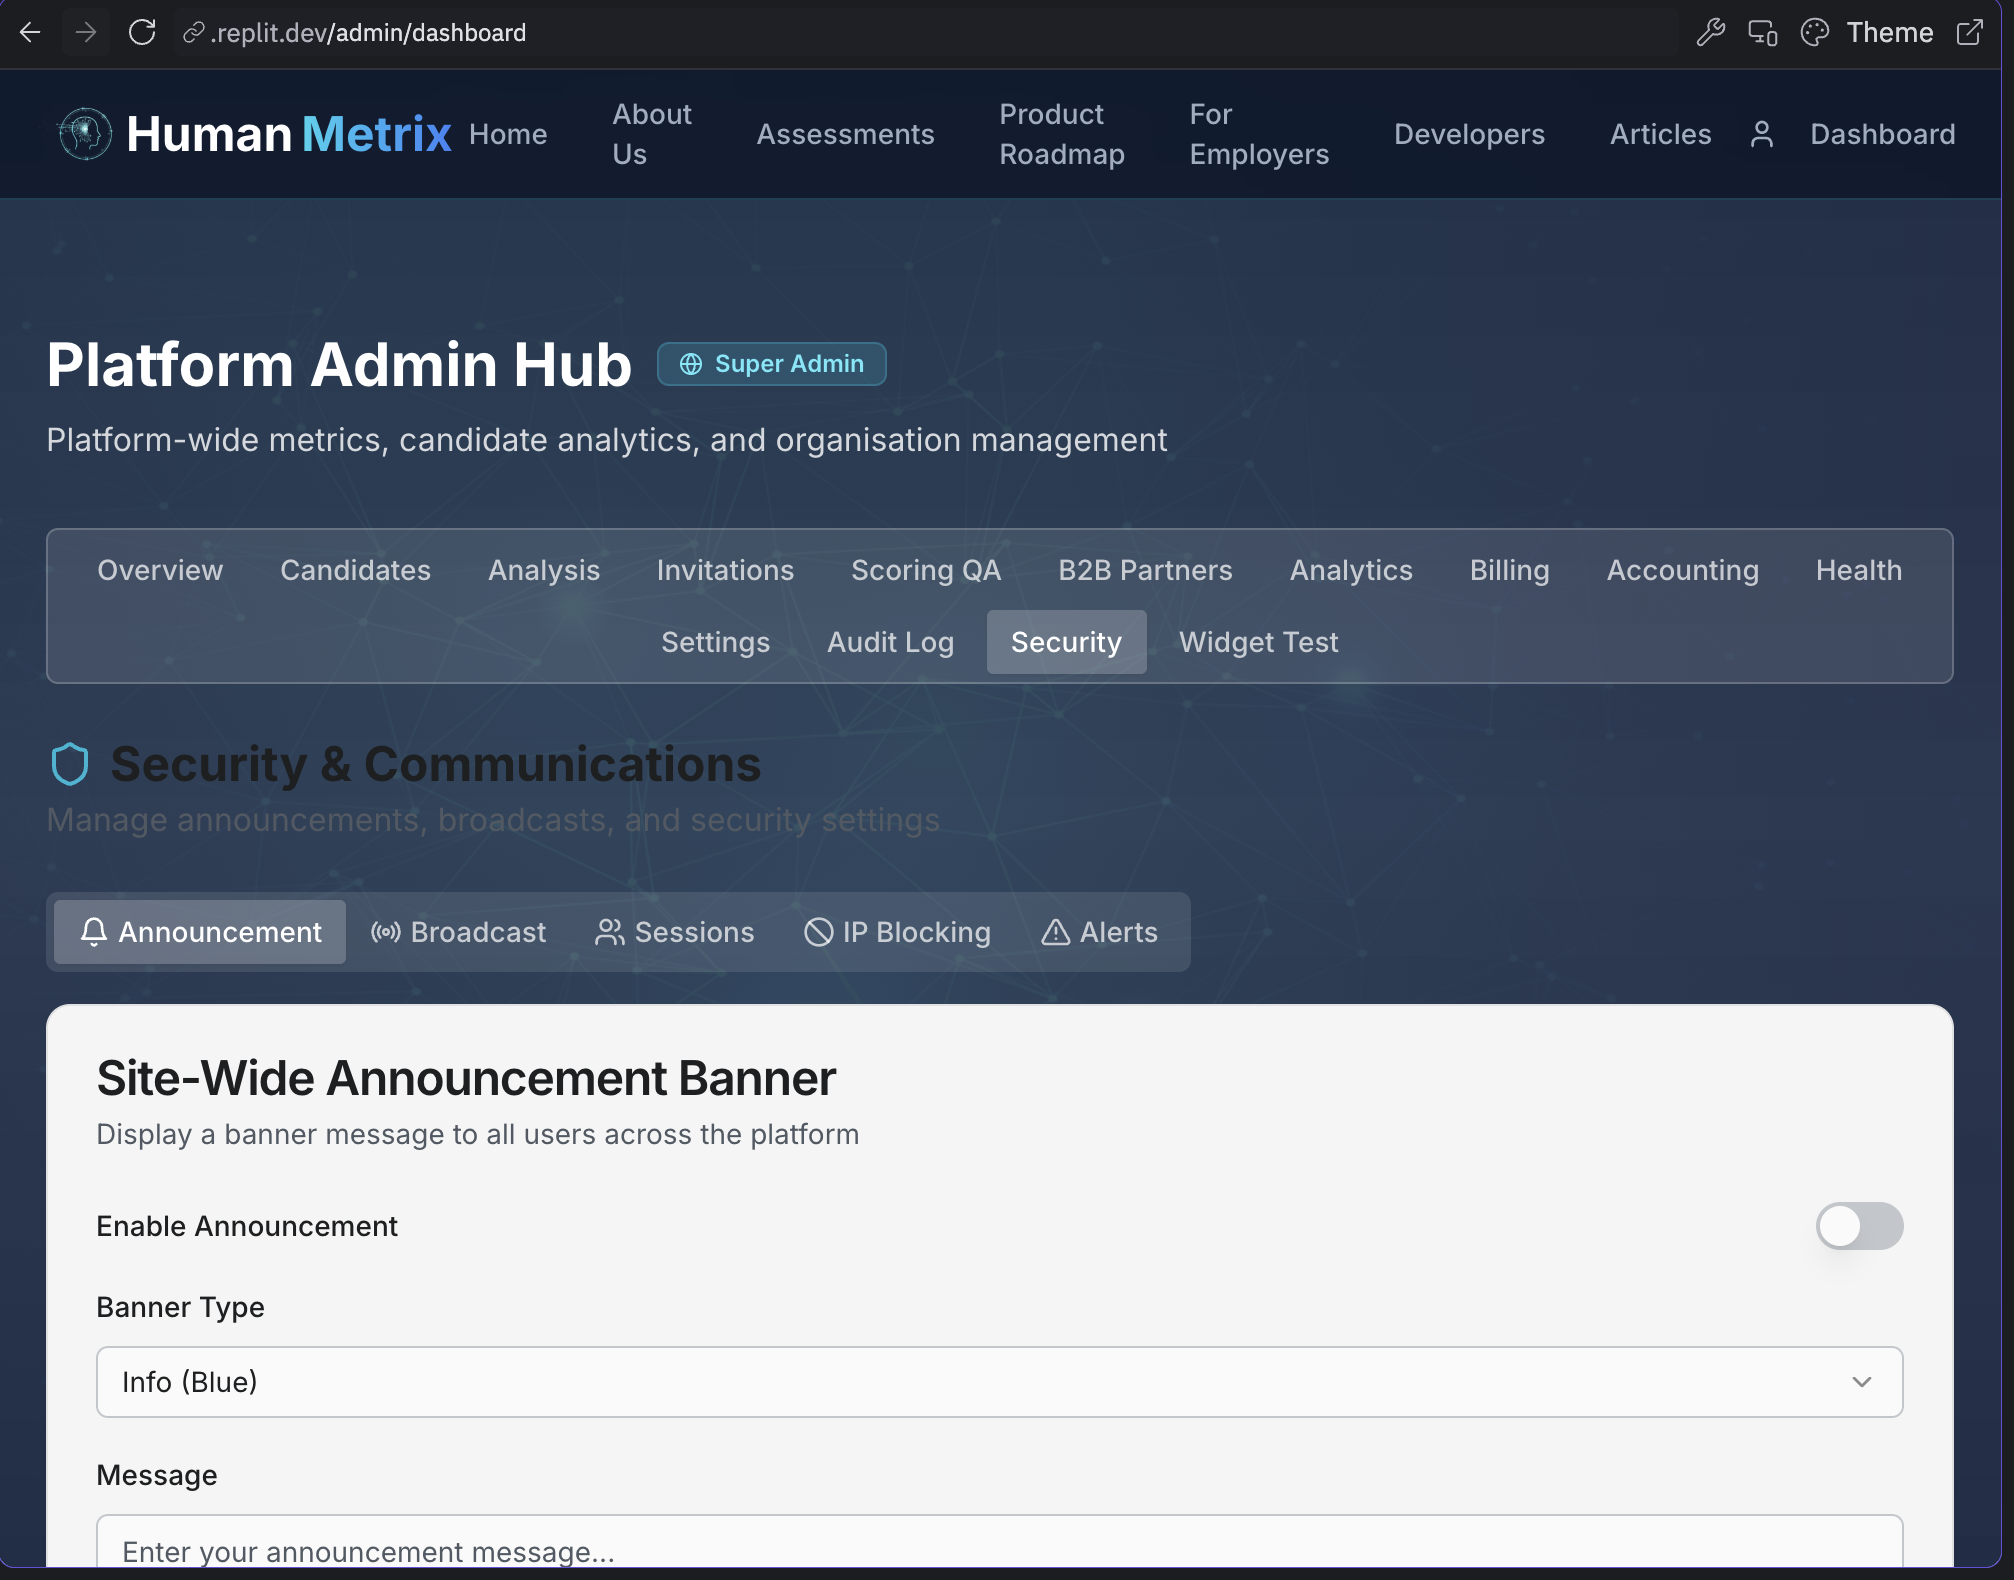 .replit.dev/admin/dashboard
Theme
Human Metrix
Home
About Us
Assessments
Product Roadmap
For Employers
Developers
Articles
Dashboard
Platform Admin Hub
Super Admin
Platform-wide metrics, candidate analytics, and organisation management
Overview Candidates Analysis Invitations Scoring QA B2B Partners Analytics Billing Accounting Health
Settings Audit Log Security Widget Test
Security & Communications
Manage announcements, broadcasts, and security settings
Announcement Broadcast Sessions IP Blocking Alerts
Site-Wide Announcement Banner
Display a banner message to all users across the platform
Enable Announcement
Banner Type
Info (Blue)
Message
Enter your announcement message...